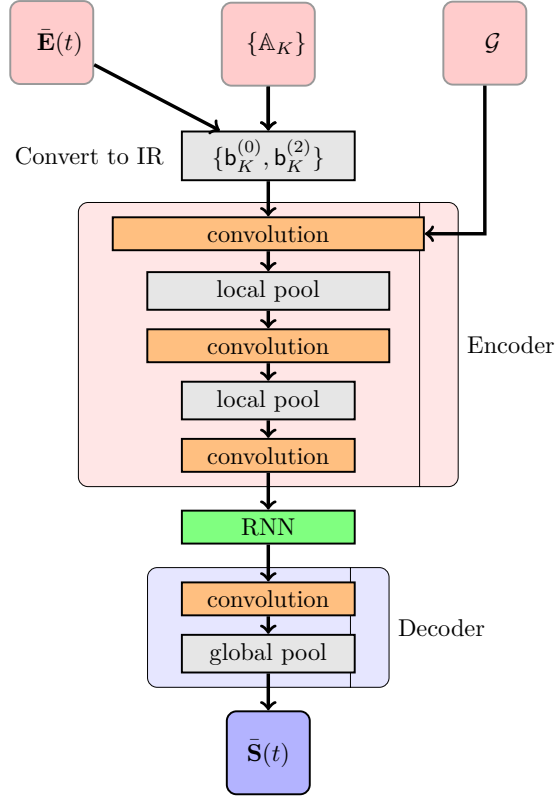 𝐄̄(t)
{𝔸_K}
𝒢
Convert to IR
{b_K^(0), b_K^(2)}
convolution
local pool
convolution
Encoder
local pool
convolution
RNN
convolution
Decoder
global pool
𝐒̄(t)